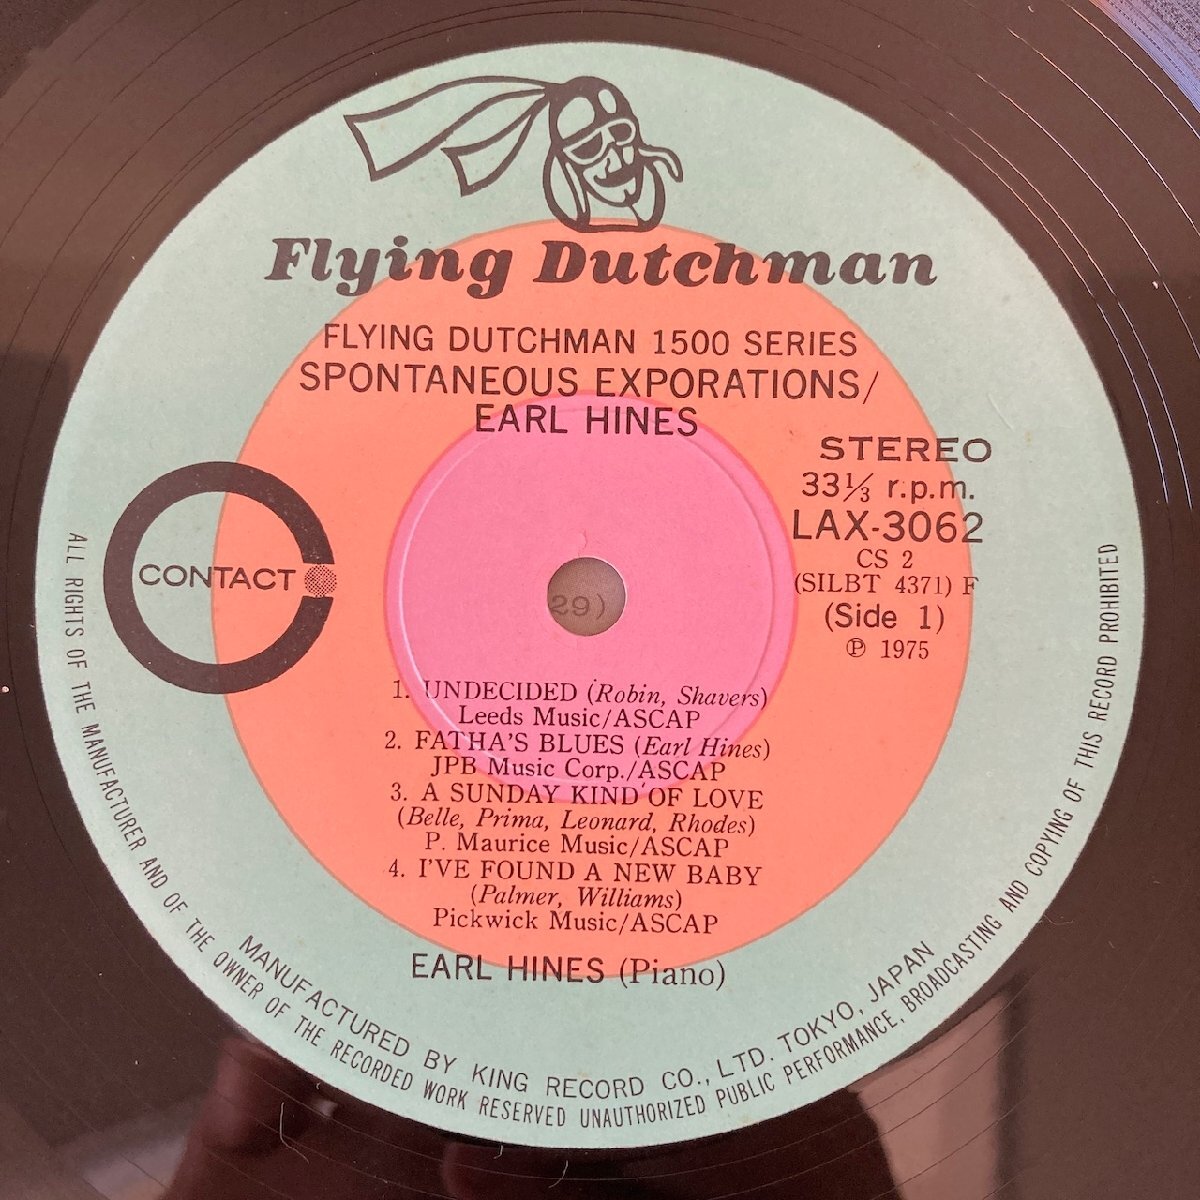 Flying Dutchman
FLYING DUTCHMAN 1500 SERIES
SPONTANEOUS EXPORATIONS/
EARL HINES
STEREO
33⅓ r.p.m.
LAX-3062
CS 2
(SILBT 4371) F
(Side 1)
℗ 1975
CONTACT
29)
1. UNDECIDED (Robin, Shavers)
Leeds Music/ASCAP
2. FATHA'S BLUES (Earl Hines)
JPB Music Corp./ASCAP
3. A SUNDAY KIND OF LOVE
(Belle, Prima, Leonard, Rhodes)
P. Maurice Music/ASCAP
4. I'VE FOUND A NEW BABY
(Palmer, Williams)
Pickwick Music/ASCAP
EARL HINES (Piano)
MANUFACTURED BY KING RECORD CO., LTD. TOKYO, JAPAN
ALL RIGHTS OF THE MANUFACTURER AND OF THE OWNER OF THE RECORDED WORK RESERVED UNAUTHORIZED PUBLIC PERFORMANCE, BROADCASTING AND COPYING OF THIS RECORD PROHIBITED